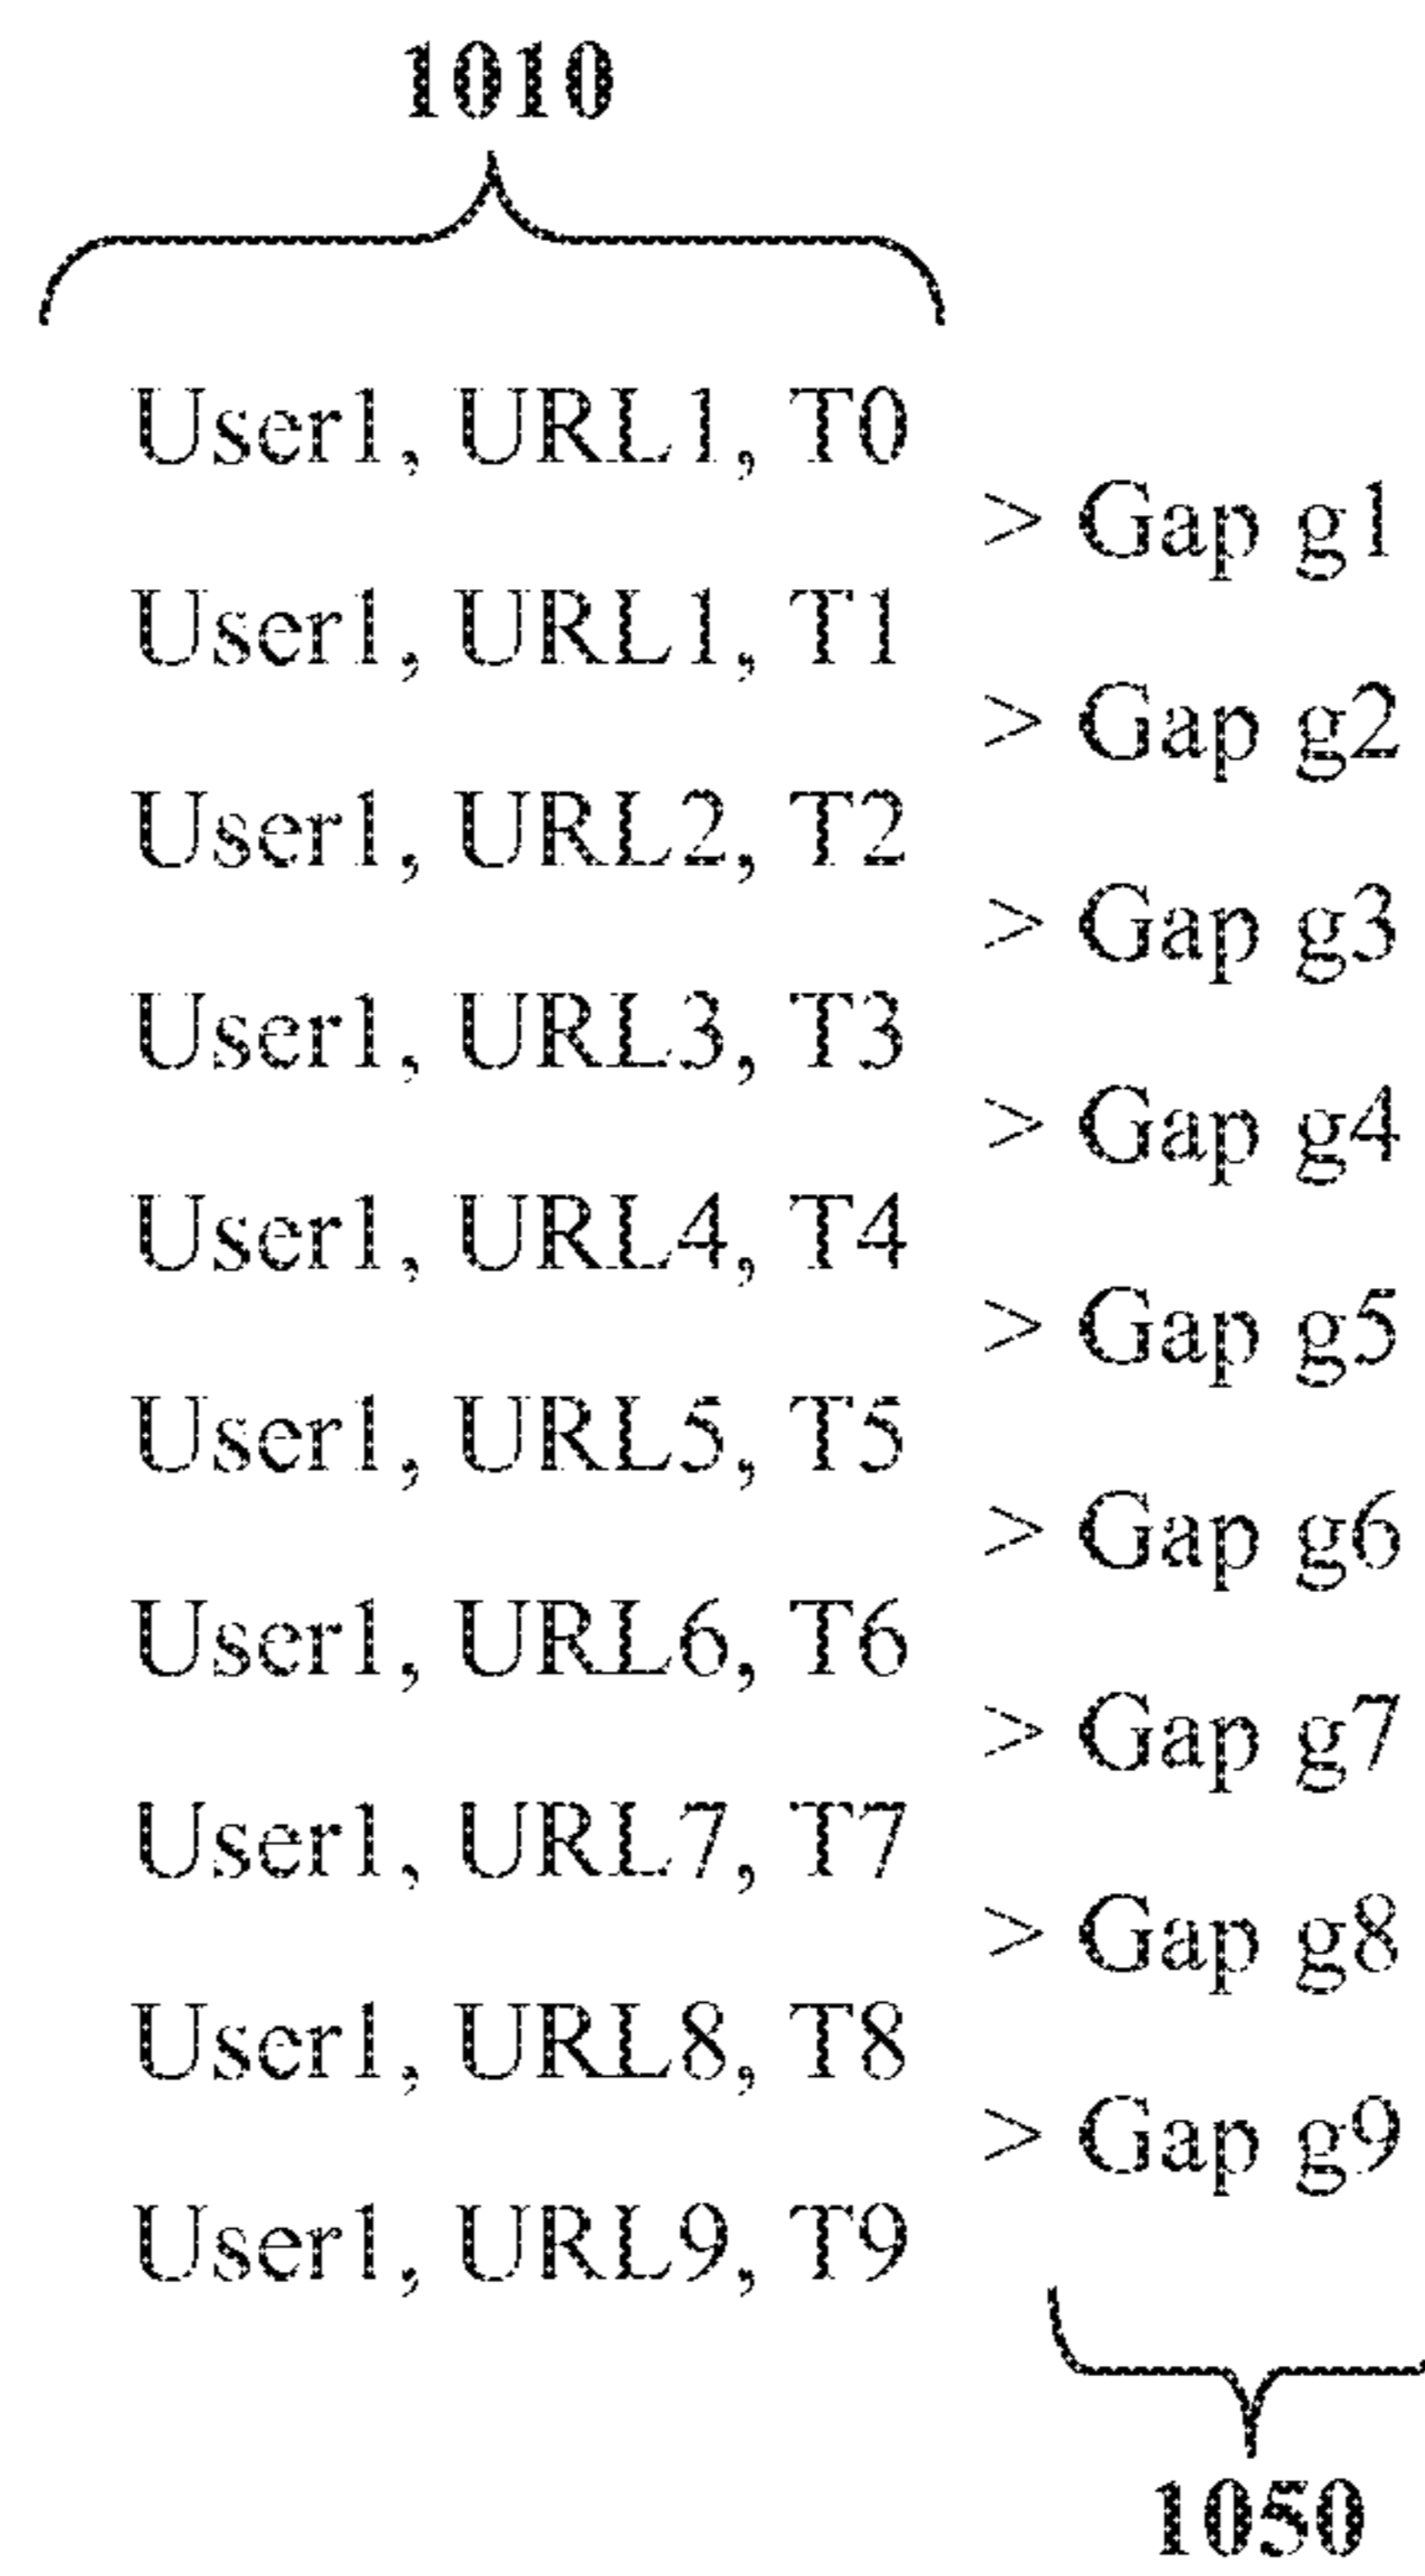 1010
User1, URL1, T0
> Gap g1
User1, URL1, T1
> Gap g2
User1, URL2, T2
> Gap g3
User1, URL3, T3
> Gap g4
User1, URL4, T4
> Gap g5
User1, URL5, T5
> Gap g6
User1, URL6, T6
> Gap g7
User1, URL7, T7
> Gap g8
User1, URL8, T8
> Gap g9
User1, URL9, T9
1050